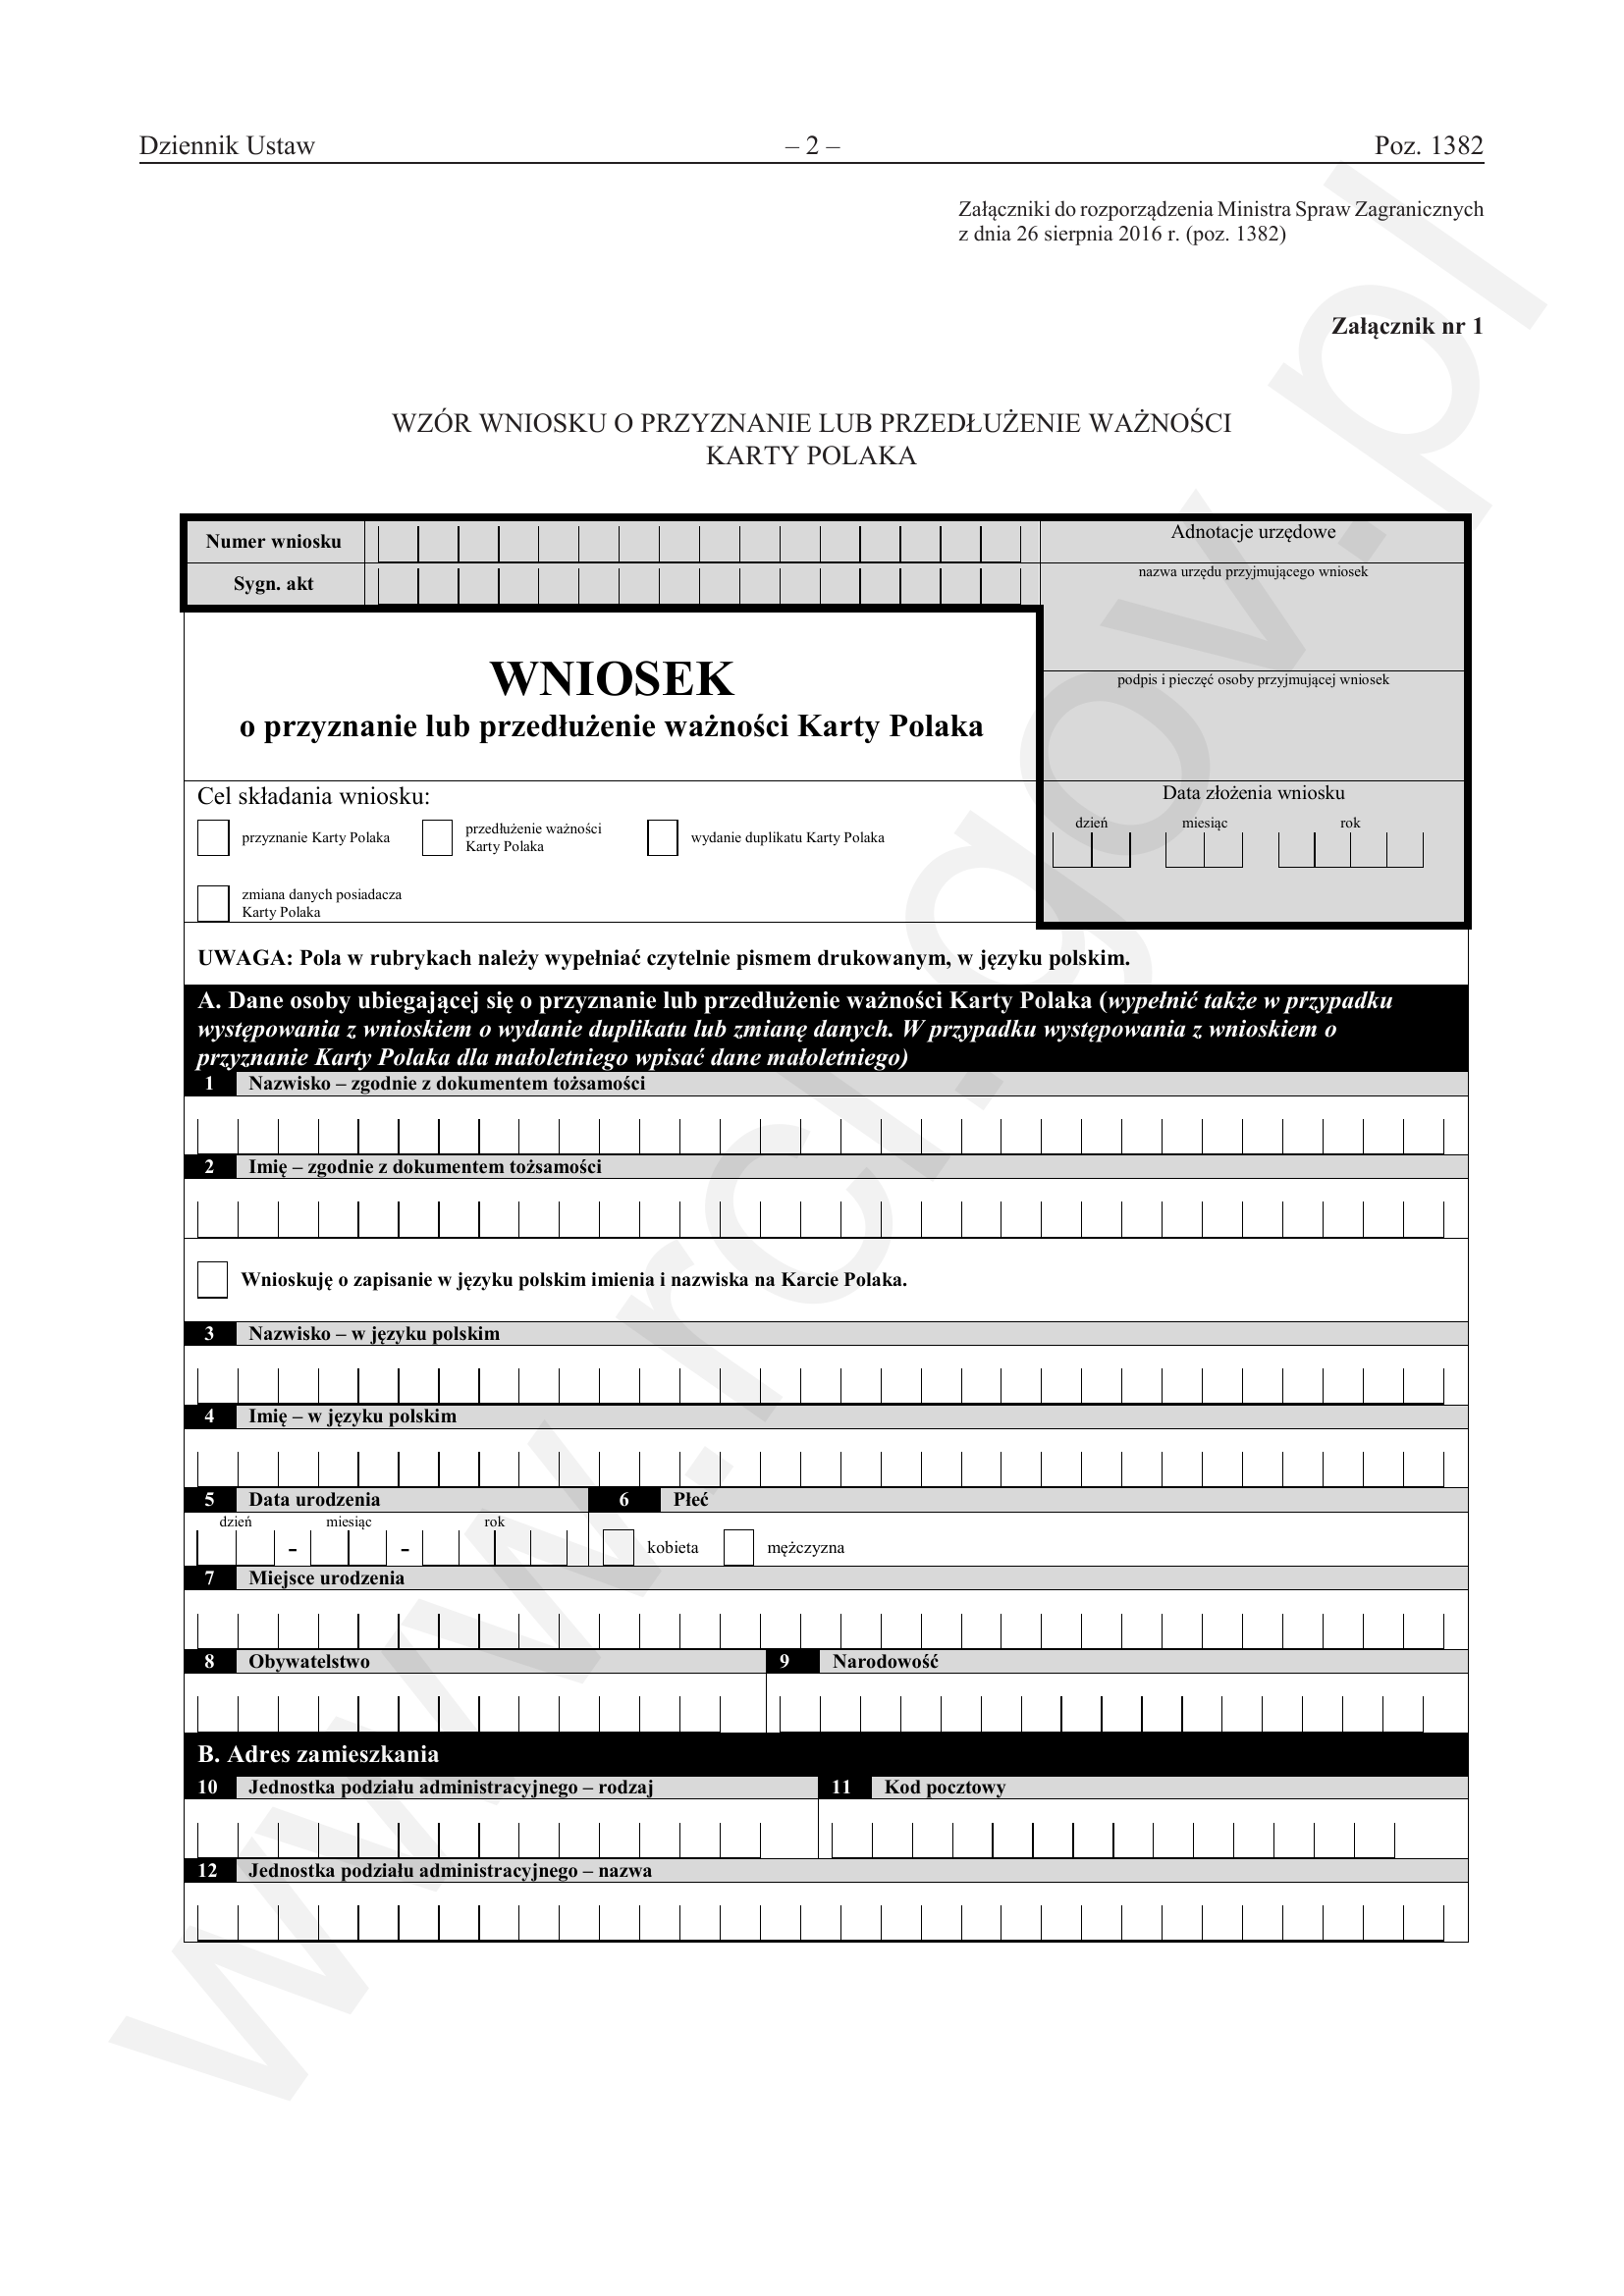 Dziennik Ustaw – 2 – Poz. 1382
Załączniki do rozporządzenia Ministra Spraw Zagranicznych
z dnia 26 sierpnia 2016 r. (poz. 1382)
Załącznik nr 1
WZÓR WNIOSKU O PRZYZNANIE LUB PRZEDŁUŻENIE WAŻNOŚCI
KARTY POLAKA
Numer wniosku
Sygn. akt
Adnotacje urzędowe
nazwa urzędu przyjmującego wniosek
podpis i pieczęć osoby przyjmującej wniosek
WNIOSEK
o przyznanie lub przedłużenie ważności Karty Polaka
Cel składania wniosku:
przyznanie Karty Polaka
przedłużenie ważności
Karty Polaka
wydanie duplikatu Karty Polaka
zmiana danych posiadacza
Karty Polaka
Data złożenia wniosku
dzień miesiąc rok
UWAGA: Pola w rubrykach należy wypełniać czytelnie pismem drukowanym, w języku polskim.
A. Dane osoby ubiegającej się o przyznanie lub przedłużenie ważności Karty Polaka (wypełnić także w przypadku
występowania z wnioskiem o wydanie duplikatu lub zmianę danych. W przypadku występowania z wnioskiem o
przyznanie Karty Polaka dla małoletniego wpisać dane małoletniego)
1 Nazwisko – zgodnie z dokumentem tożsamości
2 Imię – zgodnie z dokumentem tożsamości
Wnioskuję o zapisanie w języku polskim imienia i nazwiska na Karcie Polaka.
3 Nazwisko – w języku polskim
4 Imię – w języku polskim
5 Data urodzenia 6 Płeć
dzień miesiąc rok
- - kobieta mężczyzna
7 Miejsce urodzenia
8 Obywatelstwo 9 Narodowość
B. Adres zamieszkania
10 Jednostka podziału administracyjnego – rodzaj 11 Kod pocztowy
12 Jednostka podziału administracyjnego – nazwa
www.rcl.gov.pl